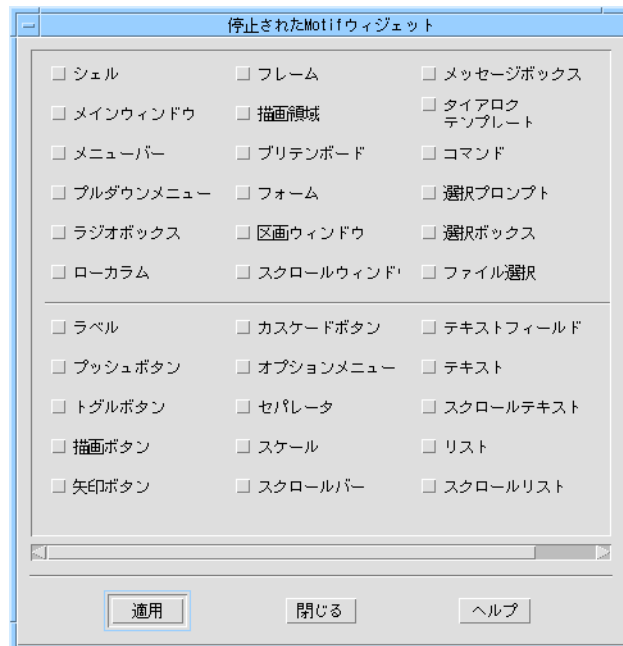 停止されたMotifウィジェット
シェル
フレーム
メッセージボックス
メインウィンドウ
描画領域
タイアロク
テンプレート
メニューバー
ブリテンボード
コマンド
プルダウンメニュー
フォーム
選択プロンプト
ラジオボックス
区画ウィンドウ
選択ボックス
ローカラム
スクロールウィンド
ファイル選択
ラベル
カスケードボタン
テキストフィールド
プッシュボタン
オプションメニュー
テキスト
トグルボタン
セパレータ
スクロールテキスト
描画ボタン
スケール
リスト
矢印ボタン
スクロールバー
スクロールリスト
適用
閉じる
ヘルプ